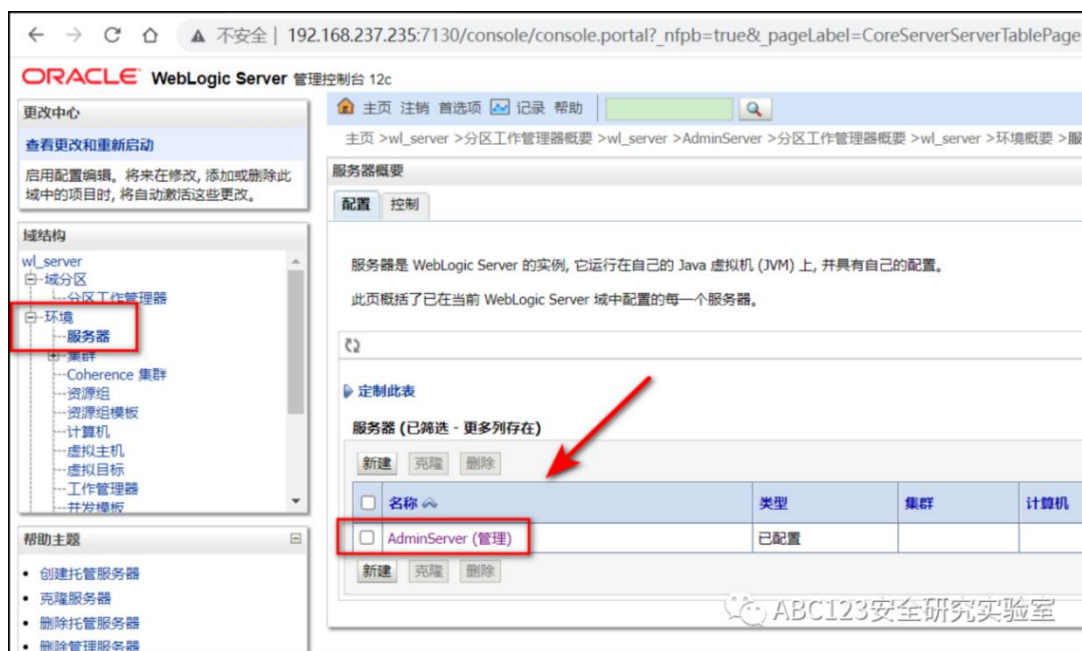 不安全 | 192.168.237.235:7130/console/console.portal?_nfpb=true&_pageLabel=CoreServerServerTablePage
ORACLE WebLogic Server 管理控制台 12c
更改中心
查看更改和重新启动
启用配置编辑。将来在修改, 添加或删除此
域中的项目时, 将自动激活这些更改。
域结构
wl_server
域分区
分区工作管理器
环境
服务器
集群
Coherence 集群
资源组
资源组模板
计算机
虚拟主机
虚拟目标
工作管理器
并发模板
帮助主题
创建托管服务器
克隆服务器
删除托管服务器
删除管理服务器
主页 注销 首选项 记录 帮助
主页 >wl_server >分区工作管理器概要 >wl_server >AdminServer >分区工作管理器概要 >wl_server >环境概要 >服
服务器概要
配置 控制
服务器是 WebLogic Server 的实例, 它运行在自己的 Java 虚拟机 (JVM) 上, 并具有自己的配置。
此页概括了已在当前 WebLogic Server 域中配置的每一个服务器。
定制此表
服务器 (已筛选 - 更多列存在)
新建 克隆 删除
名称 类型 集群 计算机
AdminServer (管理) 已配置
新建 克隆 删除
ABC123安全研究实验室